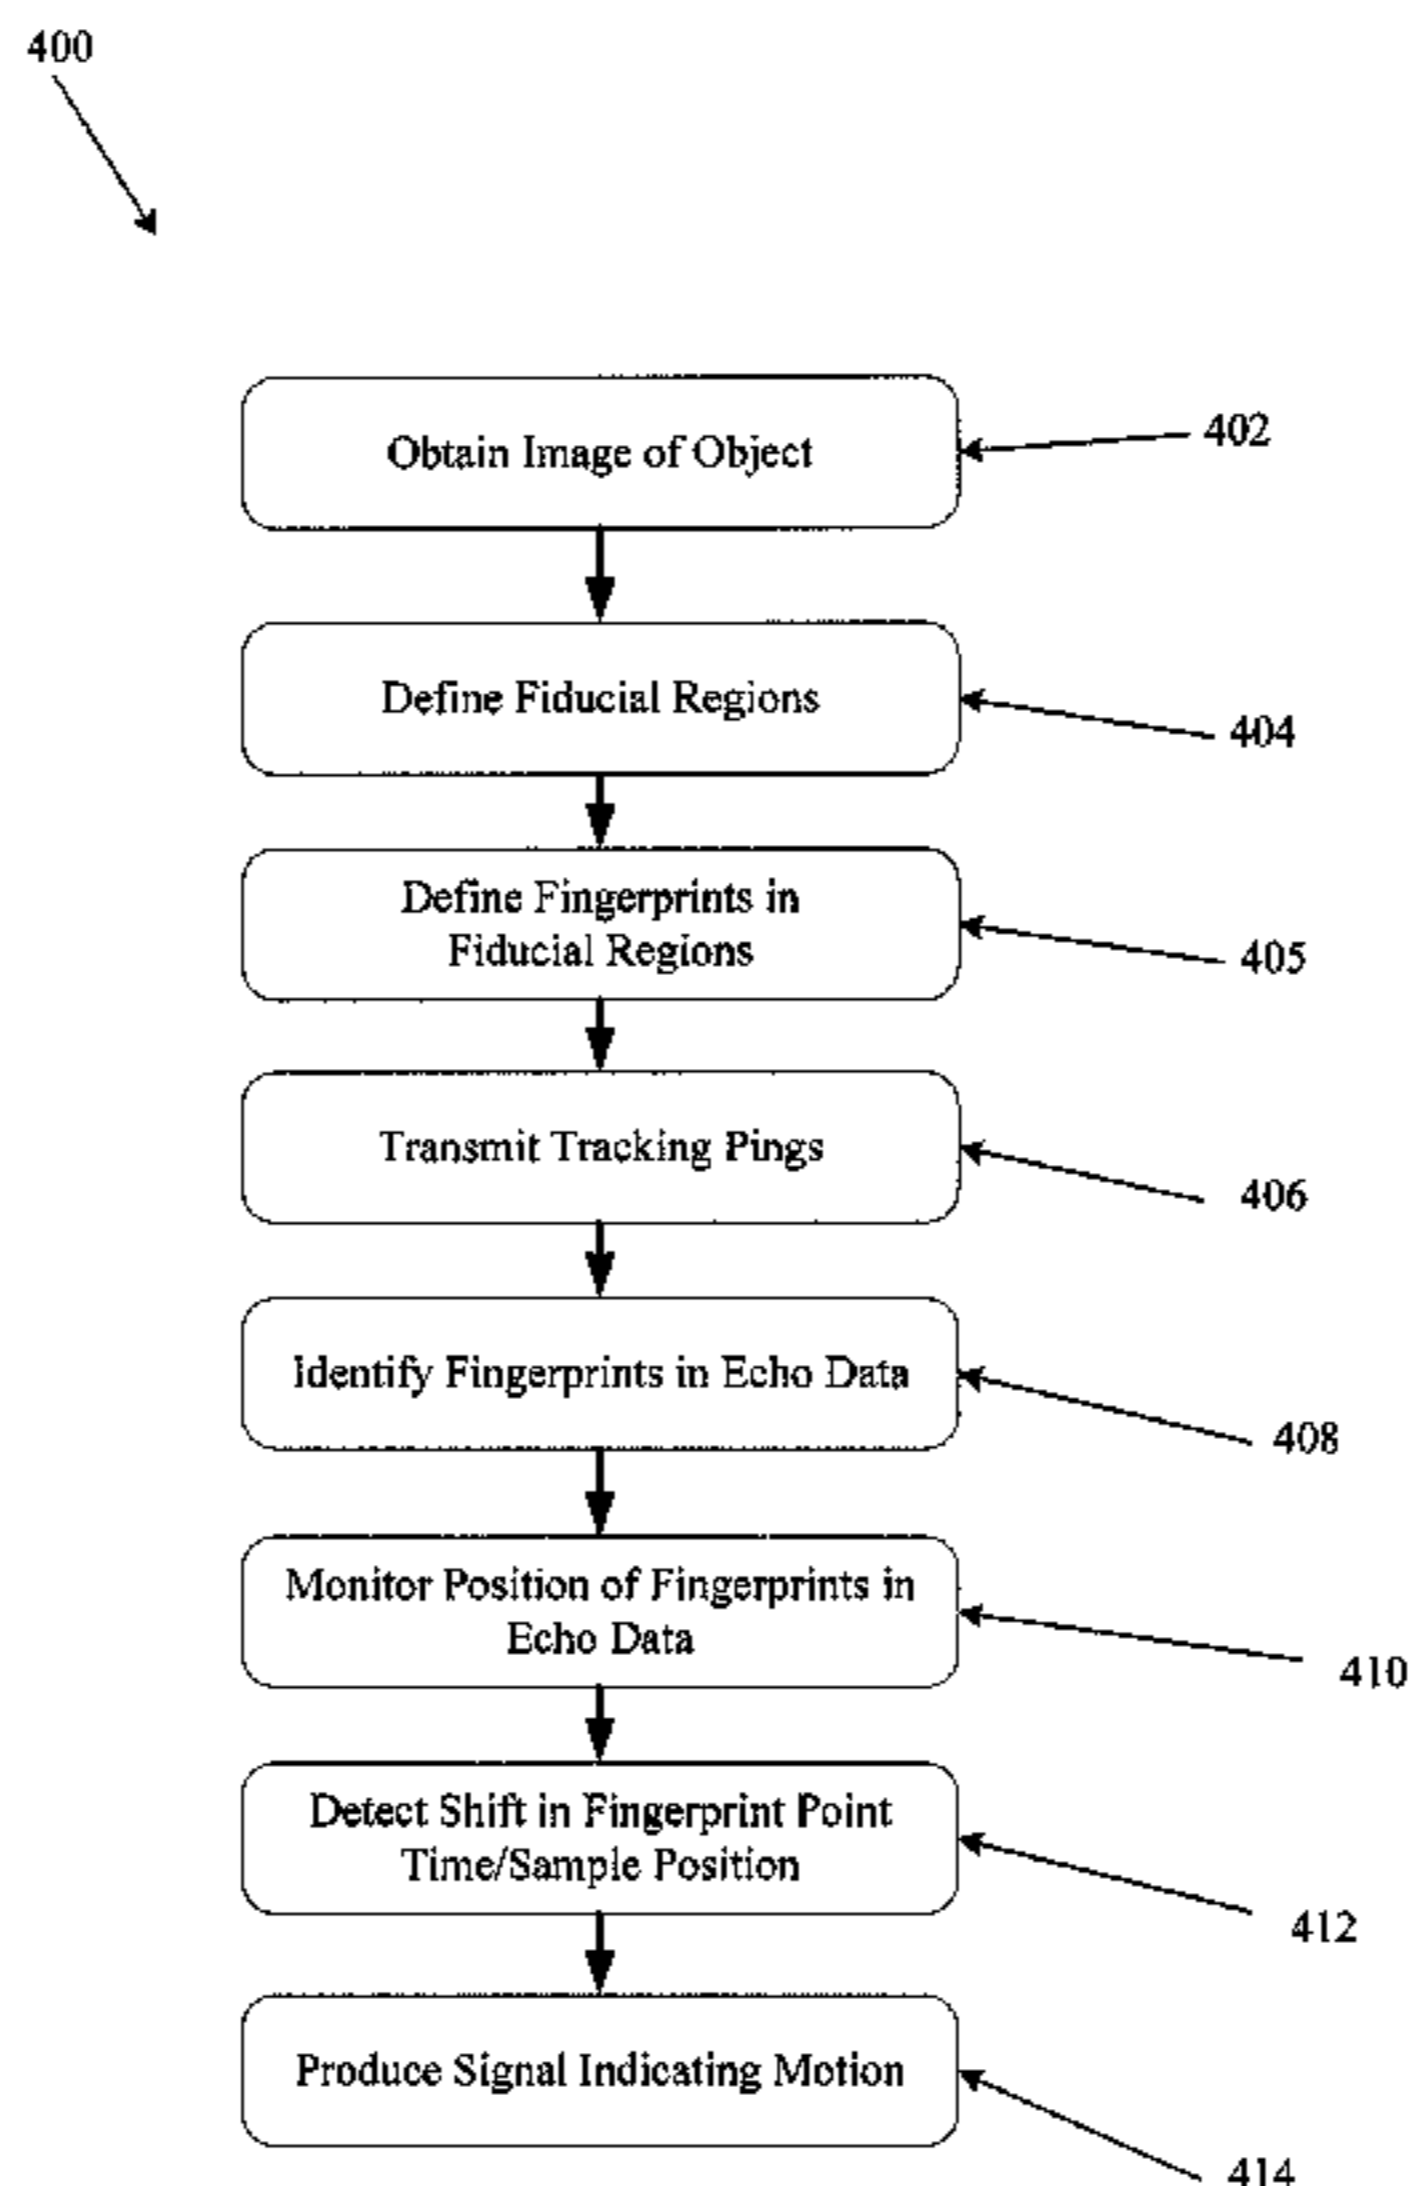 400
Obtain Image of Object
402
Define Fiducial Regions
404
Define Fingerprints in
Fiducial Regions
405
Transmit Tracking Pings
406
Identify Fingerprints in Echo Data
408
Monitor Position of Fingerprints in
Echo Data
410
Detect Shift in Fingerprint Point
Time/Sample Position
412
Produce Signal Indicating Motion
414